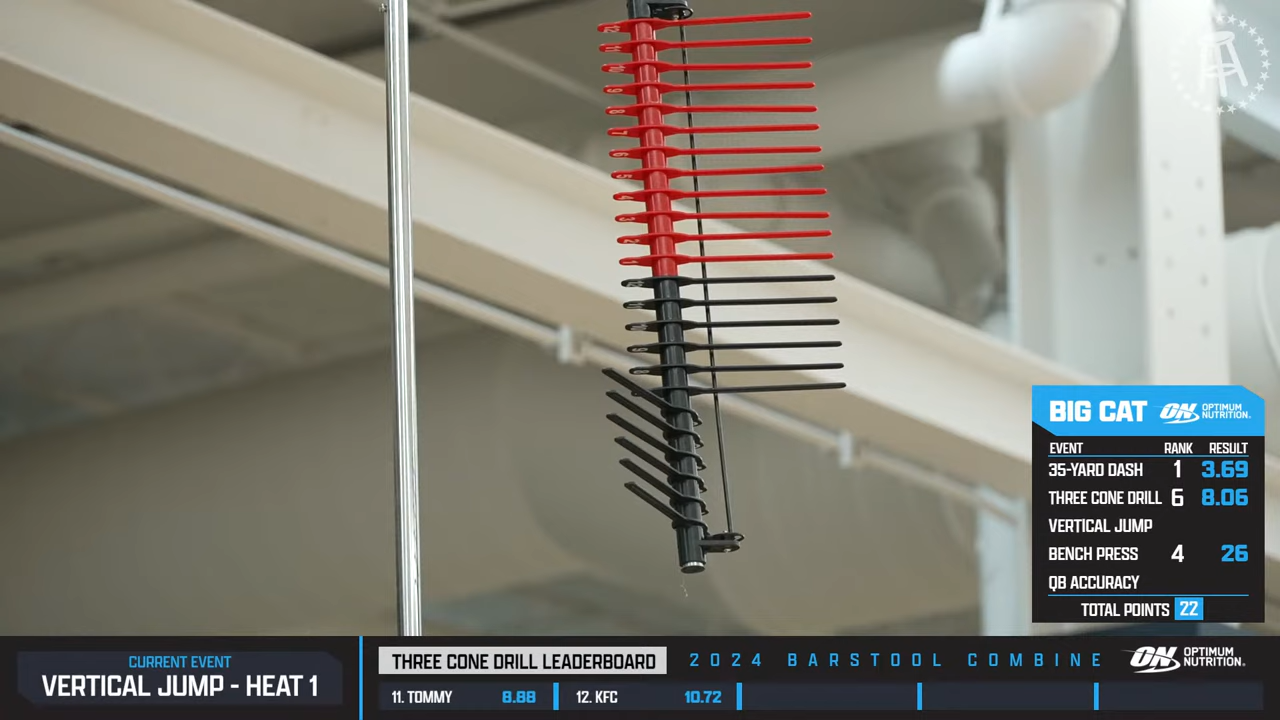 BIG CAT ON OPTIMUM NUTRITION.
EVENT RANK RESULT
35-YARD DASH 1 3.69
THREE CONE DRILL 6 8.06
VERTICAL JUMP
BENCH PRESS 4 26
QB ACCURACY
TOTAL POINTS 22
CURRENT EVENT
VERTICAL JUMP - HEAT 1
THREE CONE DRILL LEADERBOARD
2024 BARSTOOL COMBINE
ON OPTIMUM NUTRITION.
11. TOMMY 8.88
12. KFC 10.72